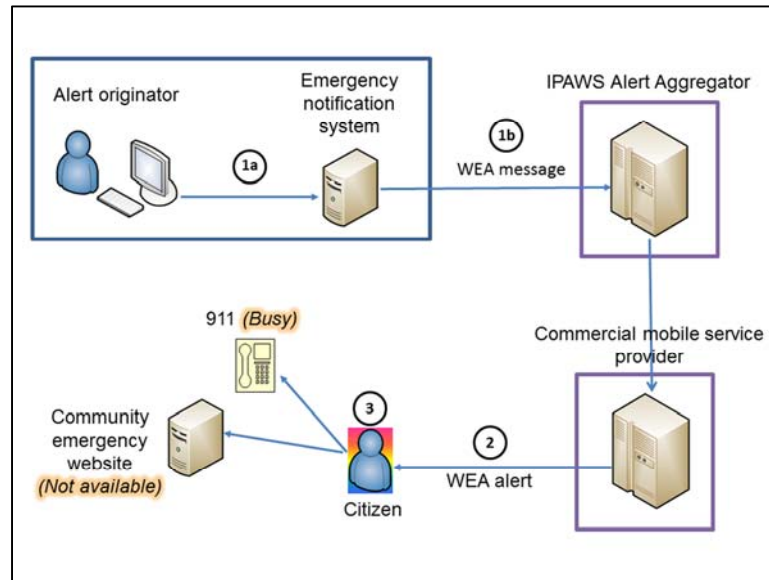 Alert originator
Emergency
notification
system
IPAWS Alert Aggregator
1a
1b
WEA message
Commercial mobile service
provider
911 (Busy)
Community
emergency
website
(Not available)
3
Citizen
2
WEA alert